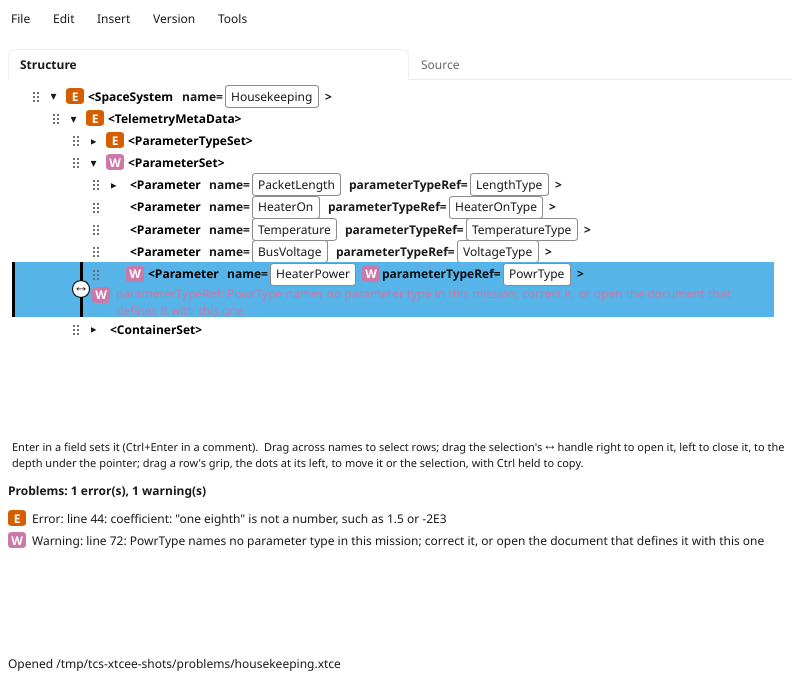 File Edit Insert Version Tools
Structure Source
E <SpaceSystem name= Housekeeping >
E <TelemetryMetaData>
E <ParameterTypeSet>
W <ParameterSet>
<Parameter name= PacketLength parameterTypeRef= LengthType >
<Parameter name= HeaterOn parameterTypeRef= HeaterOnType >
<Parameter name= Temperature parameterTypeRef= TemperatureType >
<Parameter name= BusVoltage parameterTypeRef= VoltageType >
W <Parameter name= HeaterPower W parameterTypeRef= PowrType >
W parameterTypeRef: PowrType names no parameter type in this mission; correct it, or open the document that
defines it with this one
<ContainerSet>
Enter in a field sets it (Ctrl+Enter in a comment). Drag across names to select rows; drag the selection's ↔ handle right to open it, left to close it, to the
depth under the pointer; drag a row's grip, the dots at its left, to move it or the selection, with Ctrl held to copy.
Problems: 1 error(s), 1 warning(s)
E Error: line 44: coefficient: "one eighth" is not a number, such as 1.5 or -2E3
W Warning: line 72: PowrType names no parameter type in this mission; correct it, or open the document that defines it with this one
Opened /tmp/tcs-xtcee-shots/problems/housekeeping.xtce